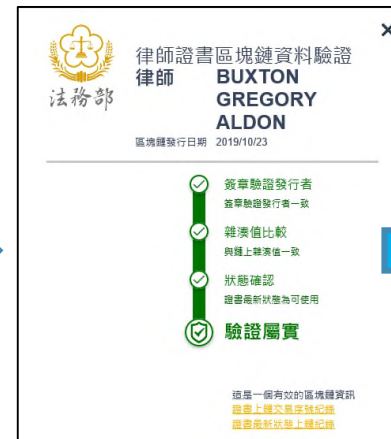 律師證書區塊鏈資料驗證
律師 BUXTON
GREGORY
ALDON
法務部
區塊鏈發行日期 2019/10/23
簽章驗證發行者
簽章驗證發行者一致
雜湊值比較
與鏈上雜湊值一致
狀態確認
證書最新狀態為可使用
驗證屬實
這是一個有效的區塊鏈資訊
證書上鏈交易序號紀錄
證書最新狀態上鏈紀錄